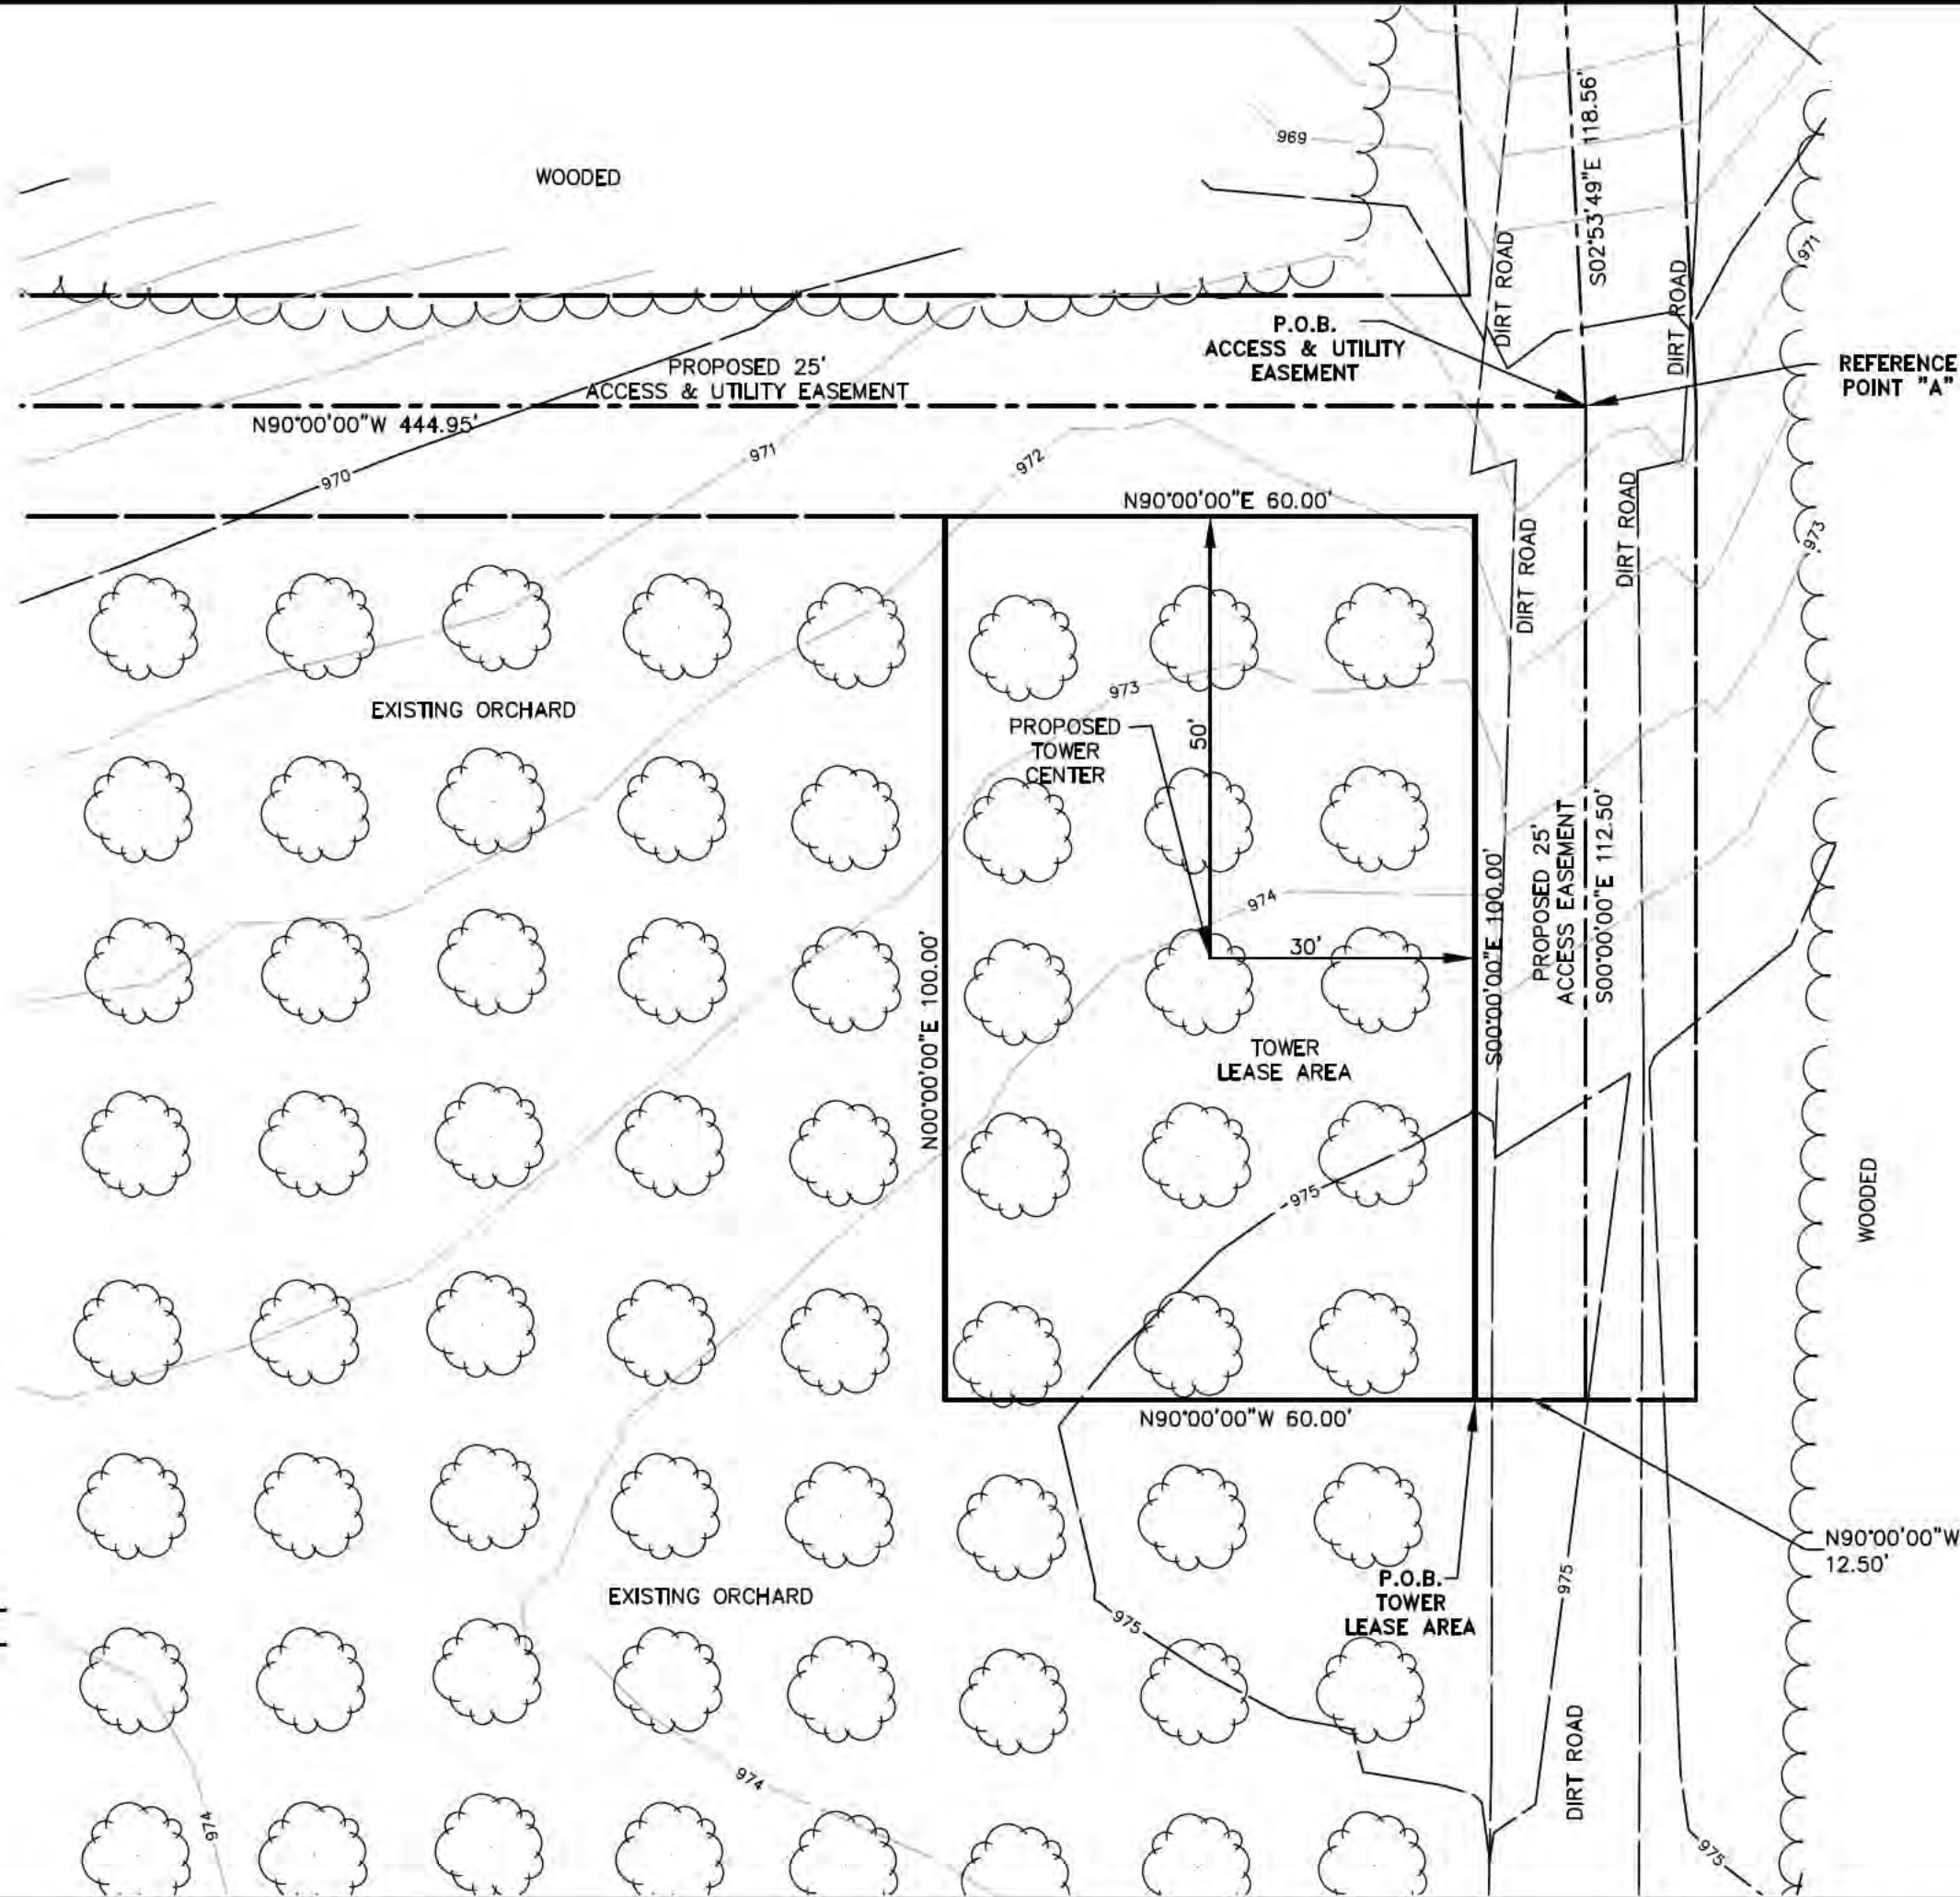 969
WOODED
S02°53'49"E 118.56'
971
DIRT ROAD
DIRT ROAD
P.O.B.
ACCESS & UTILITY
EASEMENT
REFERENCE
POINT "A"
PROPOSED 25'
ACCESS & UTILITY EASEMENT
N90°00'00"W 444.95'
970
971
972
N90°00'00"E 60.00'
DIRT ROAD
DIRT ROAD
973
EXISTING ORCHARD
973
PROPOSED
TOWER
CENTER
50'
974
30'
N00°00'00"E 100.00'
S00°00'00"E 100.00'
PROPOSED 25'
ACCESS EASEMENT
S00°00'00"E 112.50'
TOWER
LEASE AREA
975
WOODED
N90°00'00"W 60.00'
N90°00'00"W
12.50'
P.O.B.
TOWER
LEASE AREA
975
EXISTING ORCHARD
975
DIRT ROAD
974
974
975